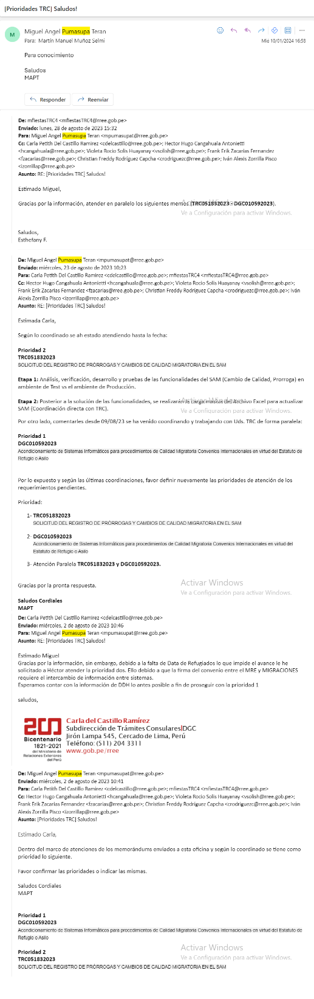 [Prioridades TRC] Saludos!
M
Miguel Angel Pumasupa Teran
Para: Martín Manuel Muñoz Selmi
Mié 10/01/2024 16:58
Para conocimiento
Saludos
MAPT
Responder
Reenviar
De: mfiestasTRC4 <mfiestasTRC4@rree.gob.pe>
Enviado: lunes, 28 de agosto de 2023 15:32
Para: Miguel Angel Pumasupa Teran <mpumasupat@rree.gob.pe>
Cc: Carla Petith Del Castillo Ramirez <cdelcastillo@rree.gob.pe>; Hector Hugo Cangahuala Antonietti
<hcangahuala@rree.gob.pe>; Violeta Rocio Solis Huayanay <vsolish@rree.gob.pe>; Frank Erik Zacarias Fernandez
<fzacarias@rree.gob.pe>; Christian Freddy Rodríguez Capcha <crodriguezc@rree.gob.pe>; Iván Alexis Zorrilla Pisco
<izorrillap@rree.gob.pe>
Asunto: RE: [Prioridades TRC] Saludos!
Estimado Miguel,
Gracias por la información, atender en paralelo los siguientes memos (TRC051832023 - DGC010592023).
Activar Windows
Ve a Configuración para activar Windows.
Saludos,
Esthefany F.
De: Miguel Angel Pumasupa Teran <mpumasupat@rree.gob.pe>
Enviado: miércoles, 23 de agosto de 2023 10:23
Para: Carla Petith Del Castillo Ramirez <cdelcastillo@rree.gob.pe>; mfiestasTRC4 <mfiestasTRC4@rree.gob.pe>
Cc: Hector Hugo Cangahuala Antonietti <hcangahuala@rree.gob.pe>; Violeta Rocio Solis Huayanay <vsolish@rree.gob.pe>;
Frank Erik Zacarias Fernandez <fzacarias@rree.gob.pe>; Christian Freddy Rodríguez Capcha <crodriguezc@rree.gob.pe>; Iván
Alexis Zorrilla Pisco <izorrillap@rree.gob.pe>
Asunto: RE: [Prioridades TRC] Saludos!
Estimada Carla,
Según lo coordinado se ah estado atendiendo hasta la fecha:
Prioridad 2
TRC051832023
SOLICITUD DEL REGISTRO DE PRÓRROGAS Y CAMBIOS DE CALIDAD MIGRATORIA EN EL SAM
Etapa 1: Análisis, verificación, desarrollo y pruebas de las funcionalidades del SAM (Cambio de Calidad, Prorroga) en
ambiente de Test vs el ambiente de Producción.
Etapa 2: Posterior a la solución de las funcionalidades, se realizarán la carga masiva del Archivo Excel para actualizar
SAM (Coordinación directa con TRC).
Activar Windows
Ve a Configuración para activar Windows.
Por otro lado, comentarles desde 09/08/23 se ha venido coordinando y trabajando con Uds. TRC de forma paralela:
Prioridad 1
DGC010592023
Acondicionamiento de Sistemas Informáticos para procedimientos de Calidad Migratoria Convenios Internacionales en virtud del Estatuto de
Refugio o Asilo
Por lo expuesto y según las últimas coordinaciones, favor definir nuevamente las prioridades de atención de los
requerimientos pendientes.
Prioridad:
1- TRC051832023
SOLICITUD DEL REGISTRO DE PRÓRROGAS Y CAMBIOS DE CALIDAD MIGRATORIA EN EL SAM
2- DGC010592023
Acondicionamiento de Sistemas Informáticos para procedimientos de Calidad Migratoria Convenios Internacionales en virtud del
Estatuto de Refugio o Asilo
3- Atención Paralela TRC051832023 y DGC010592023.
Activar Windows
Gracias por la pronta respuesta.
Ve a Configuración para activar Windows.
Saludos Cordiales
MAPT
De: Carla Petith Del Castillo Ramirez <cdelcastillo@rree.gob.pe>
Enviado: miércoles, 2 de agosto de 2023 10:46
Para: Miguel Angel Pumasupa Teran <mpumasupat@rree.gob.pe>
Asunto: RE: [Prioridades TRC] Saludos!
Estimado Miguel
Gracias por la información, sin embargo, debido a la falta de Data de Refugiados lo que impide el avance le he
solicitado a Héctor atender la prioridad dos. Ello debido a que la firma del convenio entre el MRE y MIGRACIONES
requiere el intercambio de información entre sistemas.
Esperamos contar con la información de DDH lo antes posible a fin de proseguir con la prioridad 1
saludos,
200
Bicentenario
1821-2021
del Ministerio de
Relaciones Exteriores
del Perú
Carla del Castillo Ramírez
Subdirección de Trámites Consulares|DGC
Jirón Lampa 545, Cercado de Lima, Perú
Teléfono: (511) 204 3311
www.gob.pe/rree
De: Miguel Angel Pumasupa Teran <mpumasupat@rree.gob.pe>
Enviado: miércoles, 2 de agosto de 2023 10:41
Para: Carla Petith Del Castillo Ramirez <cdelcastillo@rree.gob.pe>; mfiestasTRC4 <mfiestasTRC4@rree.gob.pe>
Cc: Hector Hugo Cangahuala Antonietti <hcangahuala@rree.gob.pe>; Violeta Rocio Solis Huayanay <vsolish@rree.gob.pe>;
Frank Erik Zacarias Fernandez <fzacarias@rree.gob.pe>; Christian Freddy Rodríguez Capcha <crodriguezc@rree.gob.pe>; Iván
Alexis Zorrilla Pisco <izorrillap@rree.gob.pe>
Asunto: [Prioridades TRC] Saludos!
Estimado Carla,
Dentro del marco de atenciones de los memorándums enviados a esta oficina y según lo coordinado se tiene como
prioridad lo siguiente.
Favor confirmar las prioridades o indicar las mismas.
Saludos Cordiales
MAPT
Prioridad 1
DGC010592023
Acondicionamiento de Sistemas Informáticos para procedimientos de Calidad Migratoria Convenios Internacionales en virtud del Estatuto de
Refugio o Asilo
Activar Windows
Ve a Configuración para activar Windows.
Prioridad 2
TRC051832023
SOLICITUD DEL REGISTRO DE PRÓRROGAS Y CAMBIOS DE CALIDAD MIGRATORIA EN EL SAM